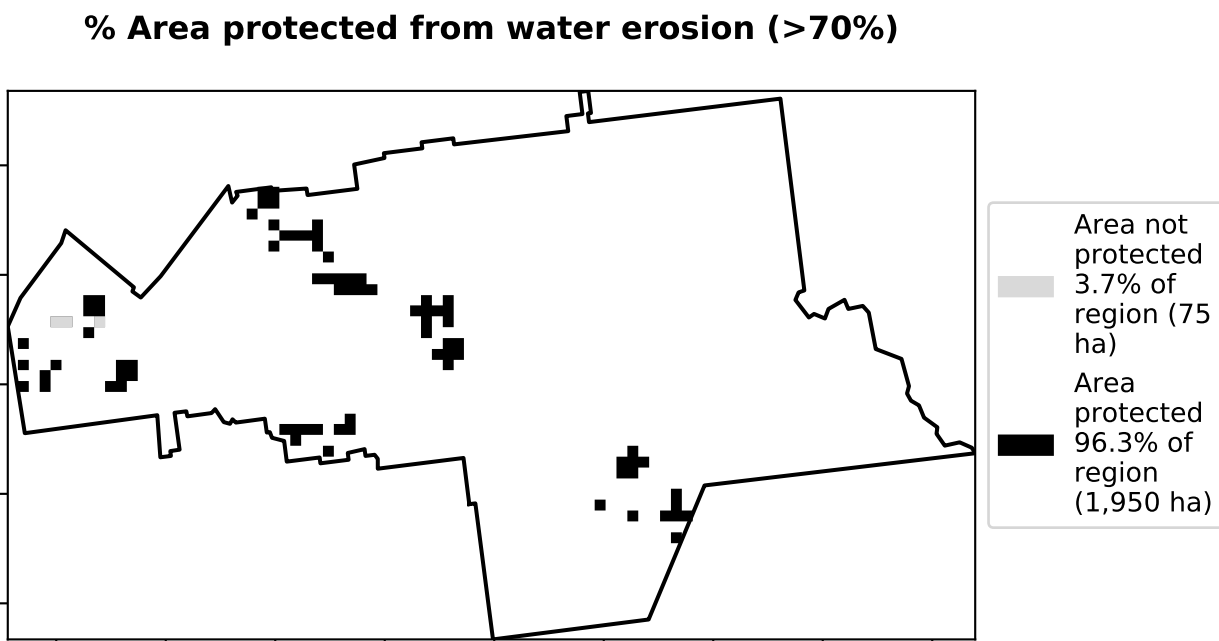 % Area protected from water erosion (>70%)
Area not
protected
3.7% of
region (75
ha)
Area
protected
96.3% of
region
(1,950 ha)